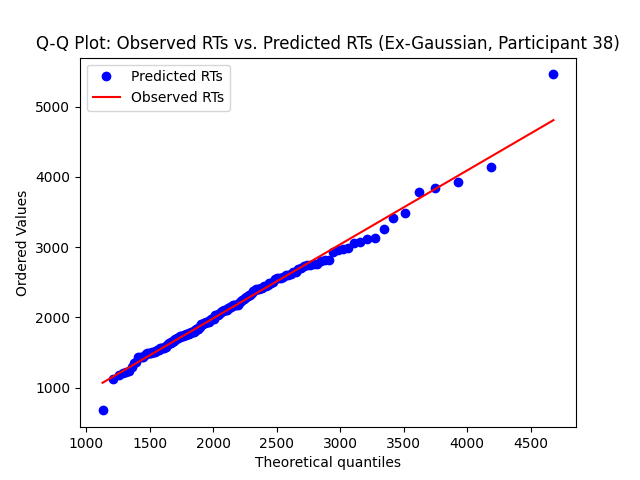 Q-Q Plot: Observed RTs vs. Predicted RTs (Ex-Gaussian, Participant 38)
Predicted RTs
Observed RTs
Ordered Values
5000
4000
3000
2000
1000
1000 1500 2000 2500 3000 3500 4000 4500
Theoretical quantiles